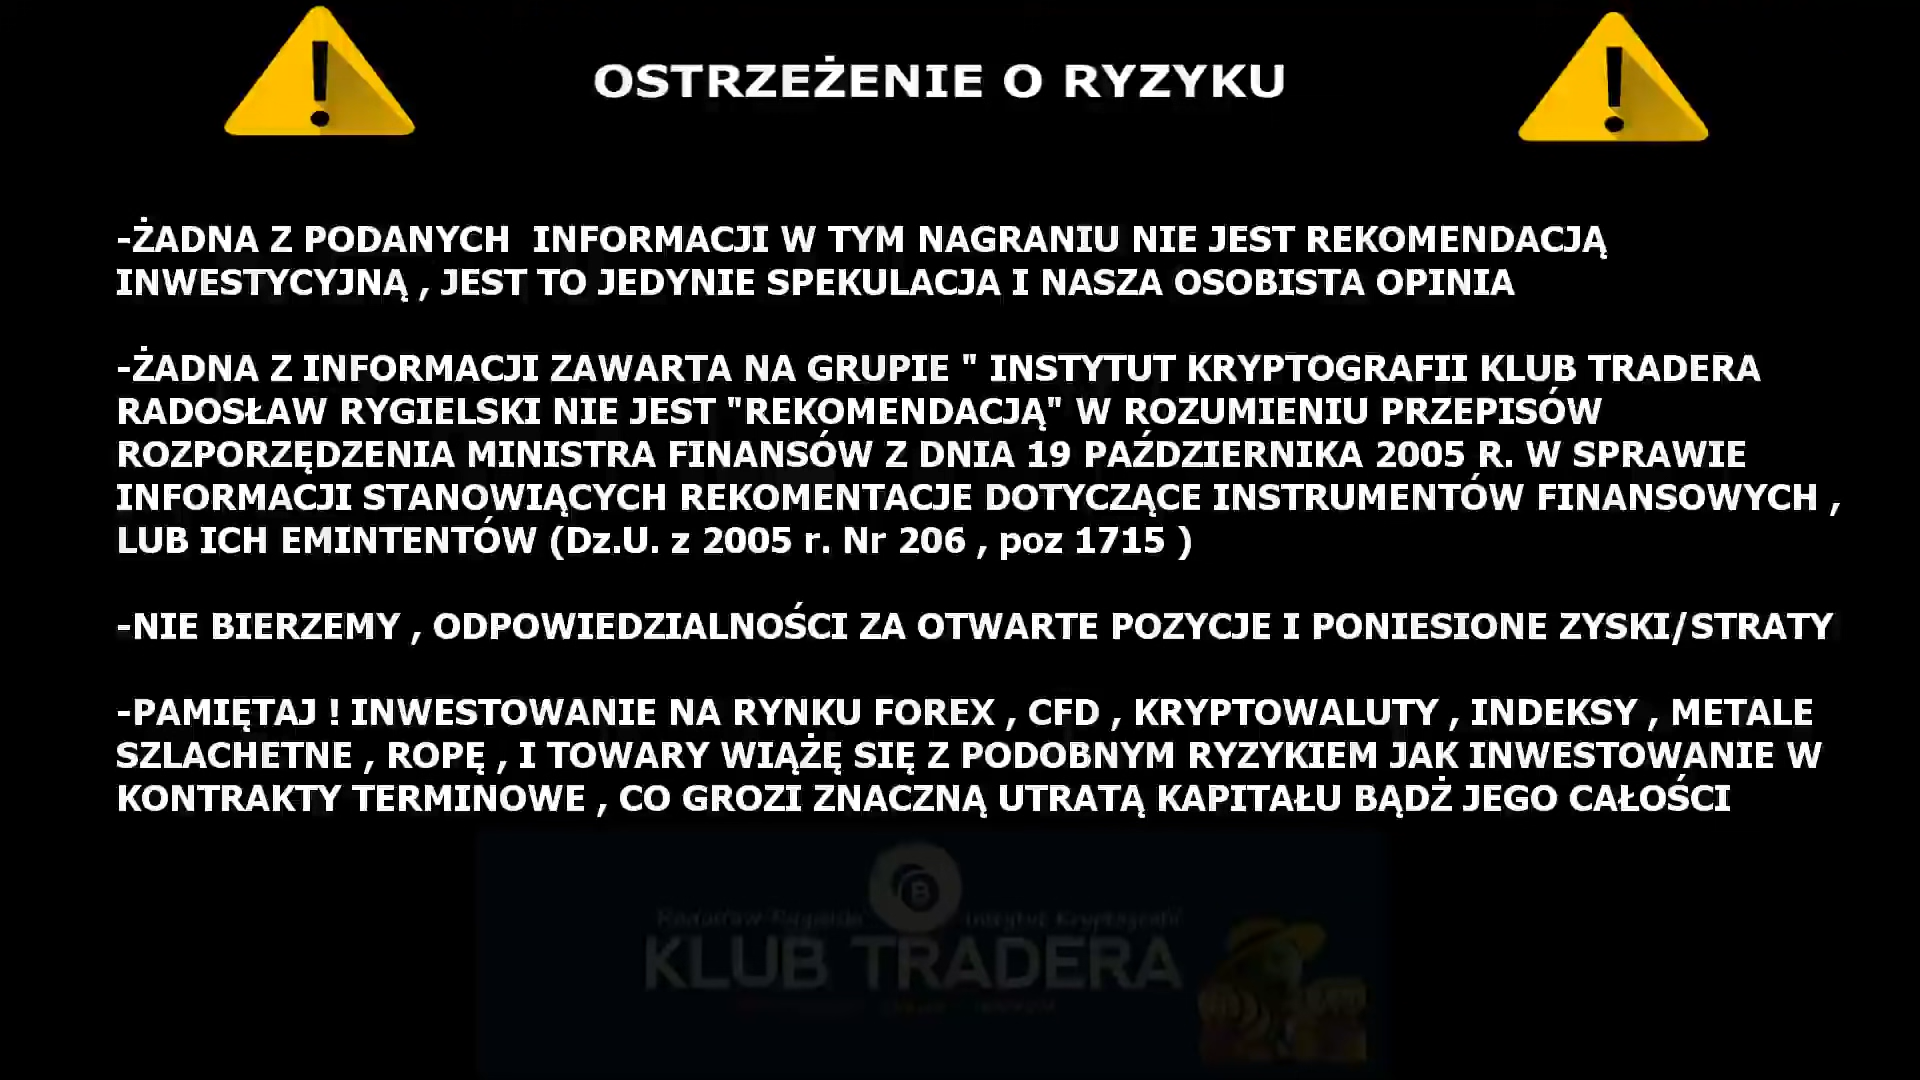 OSTRZEŻENIE O RYZYKU
-ŻADNA Z PODANYCH  INFORMACJI W TYM NAGRANIU NIE JEST REKOMENDACJĄ
INWESTYCYJNĄ , JEST TO JEDYNIE SPEKULACJA I NASZA OSOBISTA OPINIA
-ŻADNA Z INFORMACJI ZAWARTA NA GRUPIE " INSTYTUT KRYPTOGRAFII KLUB TRADERA
RADOSŁAW RYGIELSKI NIE JEST "REKOMENDACJĄ" W ROZUMIENIU PRZEPISÓW
ROZPORZĘDZENIA MINISTRA FINANSÓW Z DNIA 19 PAŹDZIERNIKA 2005 R. W SPRAWIE
INFORMACJI STANOWIĄCYCH REKOMENTACJE DOTYCZĄCE INSTRUMENTÓW FINANSOWYCH ,
LUB ICH EMINTENTÓW (Dz.U. z 2005 r. Nr 206 , poz 1715 )
-NIE BIERZEMY , ODPOWIEDZIALNOŚCI ZA OTWARTE POZYCJE I PONIESIONE ZYSKI/STRATY
-PAMIĘTAJ ! INWESTOWANIE NA RYNKU FOREX , CFD , KRYPTOWALUTY , INDEKSY , METALE
SZLACHETNE , ROPĘ , I TOWARY WIĄŻĘ SIĘ Z PODOBNYM RYZYKIEM JAK INWESTOWANIE W
KONTRAKTY TERMINOWE , CO GROZI ZNACZNĄ UTRATĄ KAPITAŁU BĄDŻ JEGO CAŁOŚCI
Radosław Rygielski Instytut Kryptografii
KLUB TRADERA